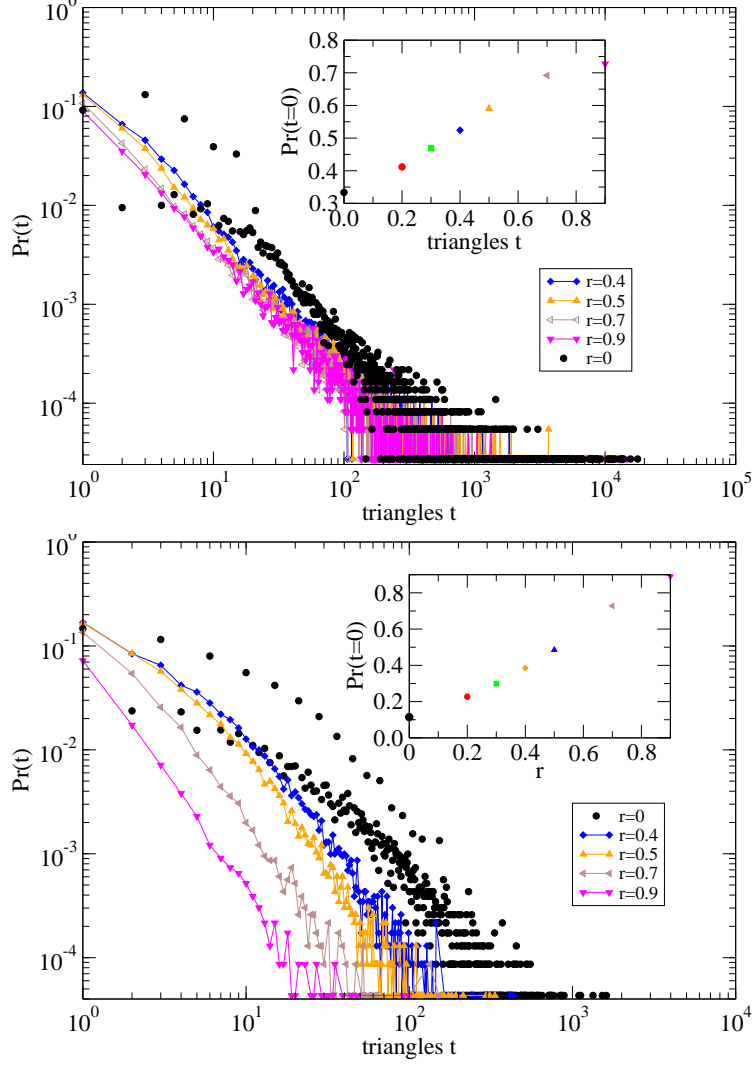 10^0
10^-1
10^-2
10^-3
10^-4
Pr(t)
10^0 10^1 10^2 10^3 10^4 10^5
triangles t
0.8
0.7
0.6
0.5
0.4
0.3
Pr(t=0)
0.0 0.2 0.4 0.6 0.8
triangles t
r=0.4
r=0.5
r=0.7
r=0.9
r=0
10^0
10^-1
10^-2
10^-3
10^-4
Pr(t)
10^0 10^1 10^2 10^3 10^4
triangles t
0.8
0.6
0.4
0.2
0.0
Pr(t=0)
0 0.2 0.4 0.6 0.8
r
r=0
r=0.4
r=0.5
r=0.7
r=0.9